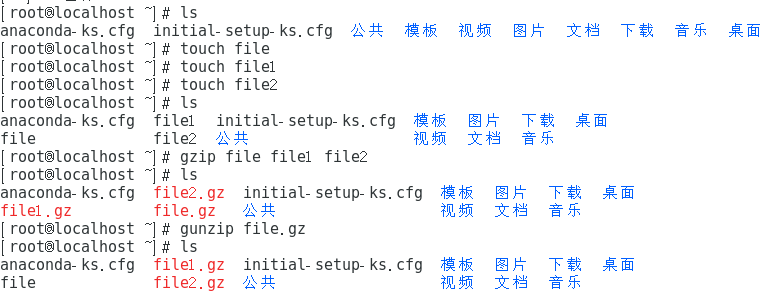 [root@localhost ~]# ls
anaconda-ks.cfg initial-setup-ks.cfg 公共 模板 视频 图片 文档 下载 音乐 桌面
[root@localhost ~]# touch file
[root@localhost ~]# touch file1
[root@localhost ~]# touch file2
[root@localhost ~]# ls
anaconda-ks.cfg file1 initial-setup-ks.cfg 模板 图片 下载 桌面
file file2 公共 视频 文档 音乐
[root@localhost ~]# gzip file file1 file2
[root@localhost ~]# ls
anaconda-ks.cfg file2.gz initial-setup-ks.cfg 模板 图片 下载 桌面
file1.gz file.gz 公共 视频 文档 音乐
[root@localhost ~]# gunzip file.gz
[root@localhost ~]# ls
anaconda-ks.cfg file1.gz initial-setup-ks.cfg 模板 图片 下载 桌面
file file2.gz 公共 视频 文档 音乐